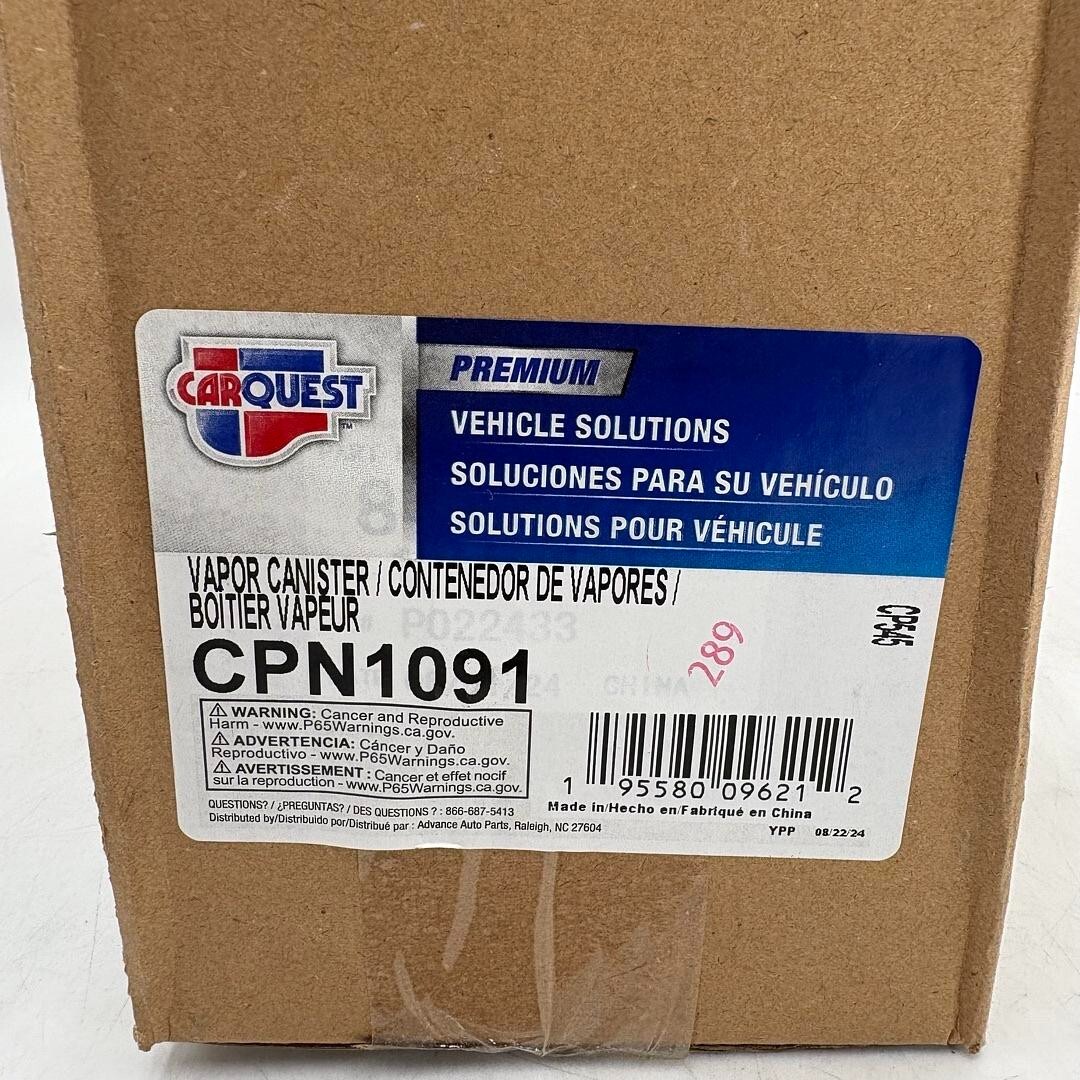 CARQUEST
TM
PREMIUM
VEHICLE SOLUTIONS
SOLUCIONES PARA SU VEHÍCULO
SOLUTIONS POUR VÉHICULE
VAPOR CANISTER / CONTENEDOR DE VAPORES /
BOÎTIER VAPEUR
P022433
CPN1091
CHINA
289
CP545
⚠ WARNING: Cancer and Reproductive
Harm - www.P65Warnings.ca.gov.
⚠ ADVERTENCIA: Cáncer y Daño
Reproductivo - www.P65Warnings.ca.gov.
⚠ AVERTISSEMENT : Cancer et effet nocif
sur la reproduction - www.P65Warnings.ca.gov.
1 95580 09621 2
Made in/Hecho en/Fabriqué en China
QUESTIONS? / ¿PREGUNTAS? / DES QUESTIONS ? : 866-687-5413
Distributed by/Distribuido por/Distribué par : Advance Auto Parts, Raleigh, NC 27604
YPP 08/22/24